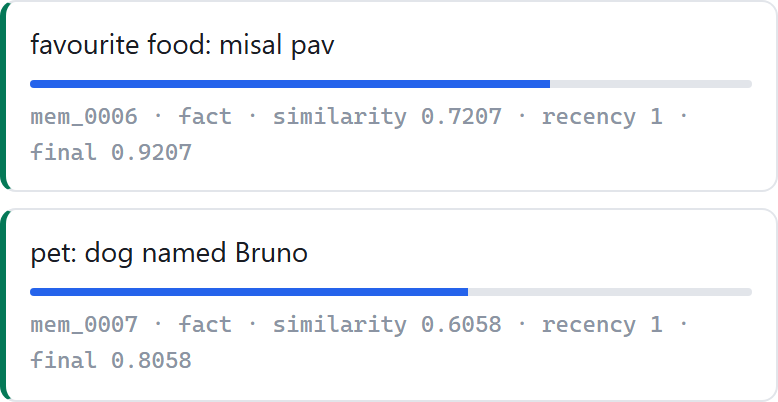 favourite food: misal pav
mem_0006 · fact · similarity 0.7207 · recency 1 ·
final 0.9207
pet: dog named Bruno
mem_0007 · fact · similarity 0.6058 · recency 1 ·
final 0.8058